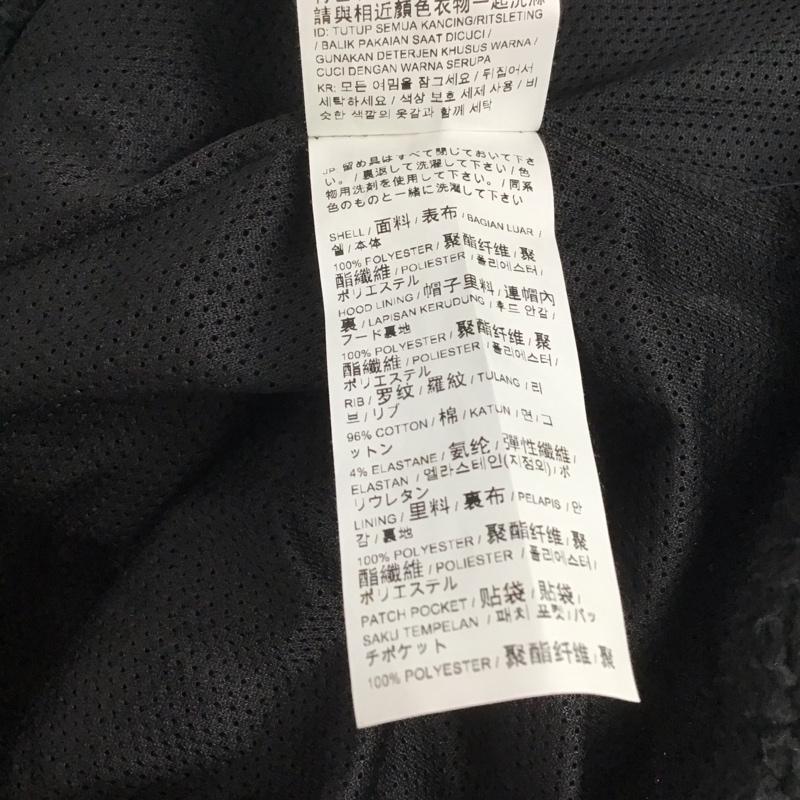 請與相近顏色衣物一起洗滌
ID: TUTUP SEMUA KANCING/RITSLETING
/ BALIK PAKAIAN SAAT DICUCI /
GUNAKAN DETERJEN KHUSUS WARNA /
CUCI DENGAN WARNA SERUPA
KR: 모든 여밈을 잠그세요 / 뒤집어서
세탁하세요 / 색상 보호 세제 사용 / 비
슷한 색깔의 옷감과 함께 세탁
JP: 留め具はすべて閉じておいて下さ
い。/ 裏返して洗濯して下さい / 色
物用洗剤を使用して下さい。/ 同系
色のものと一緒に洗濯して下さい
SHELL / 面料 / 表布 / BAGIAN LUAR /
쉘 / 本体
100% POLYESTER / 聚酯纤维 / 聚
酯纖維 / POLIESTER / 폴리에스터 /
ポリエステル
HOOD LINING / 帽子里料 / 連帽內
裏 / LAPISAN KERUDUNG / 후드 안감 /
フード裏地
100% POLYESTER / 聚酯纤维 / 聚
酯纖維 / POLIESTER / 폴리에스터 /
ポリエステル
RIB / 罗纹 / 羅紋 / TULANG / 리
브 / リブ
96% COTTON / 棉 / KATUN / 면 / コ
ットン
4% ELASTANE / 氨纶 / 彈性纖維 /
ELASTAN / 엘라스테인(지정외) / ポ
リウレタン
LINING / 里料 / 裏布 / PELAPIS / 안
감 / 裏地
100% POLYESTER / 聚酯纤维 / 聚
酯纖維 / POLIESTER / 폴리에스터 /
ポリエステル
PATCH POCKET / 贴袋 / 貼袋 /
SAKU TEMPELAN / 패치 포켓 / パッ
チポケット
100% POLYESTER / 聚酯纤维 / 聚